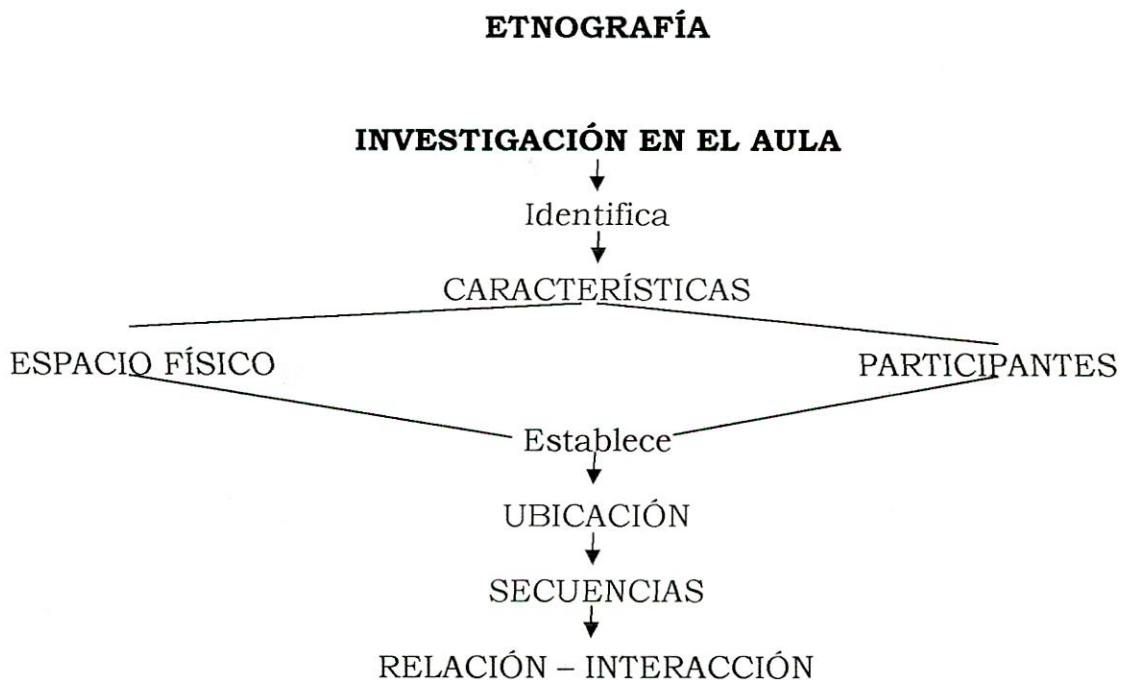 ETNOGRAFÍA
INVESTIGACIÓN EN EL AULA
Identifica
CARACTERÍSTICAS
ESPACIO FÍSICO PARTICIPANTES
Establece
UBICACIÓN
SECUENCIAS
RELACIÓN – INTERACCIÓN